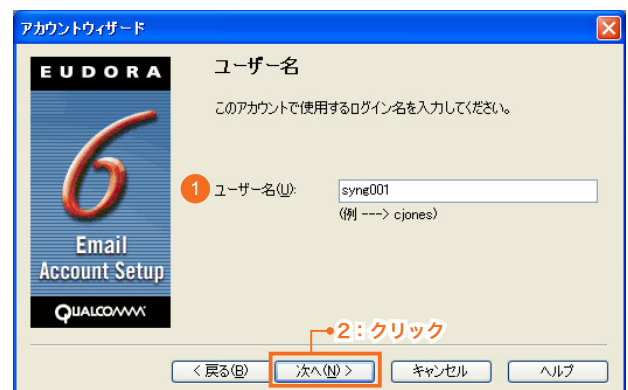 アカウントウィザード
EUDORA
6
Email
Account Setup
QUALCOMM
ユーザー名
このアカウントで使用するログイン名を入力してください。
1 ユーザー名(U): syng001
(例 ---> cjones)
2：クリック
< 戻る(B) 次へ(N) > キャンセル ヘルプ